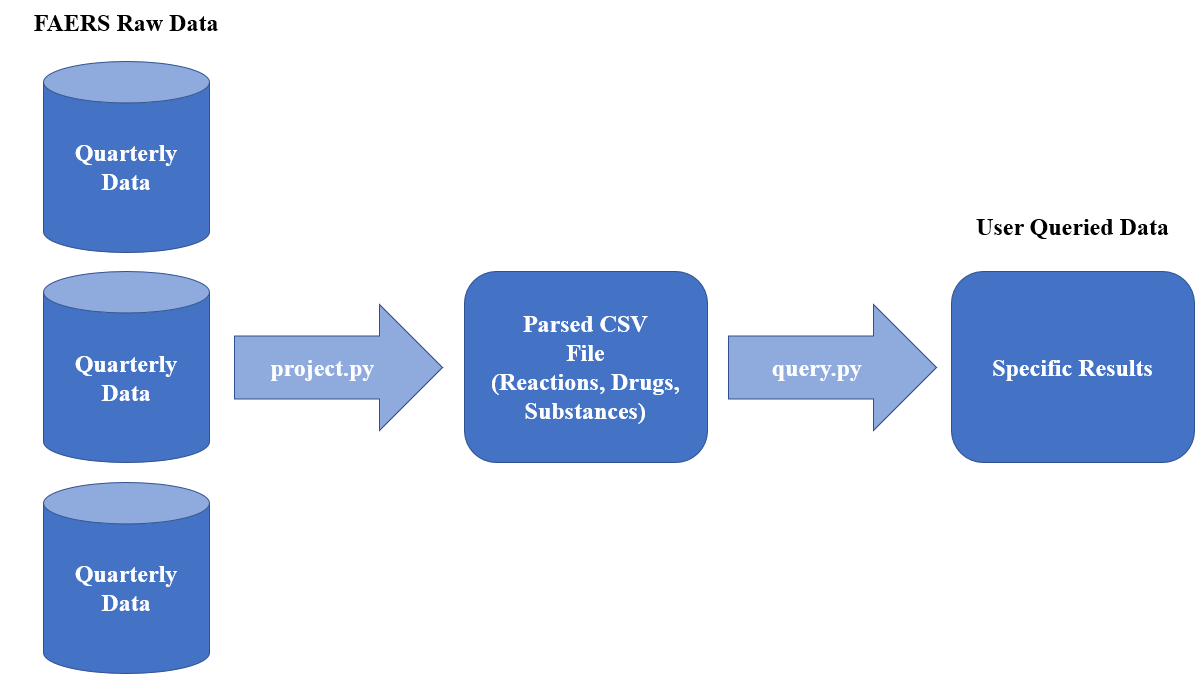 FAERS Raw Data
Quarterly
Data
Quarterly
Data
Quarterly
Data
project.py
Parsed CSV
File
(Reactions, Drugs,
Substances)
query.py
User Queried Data
Specific Results